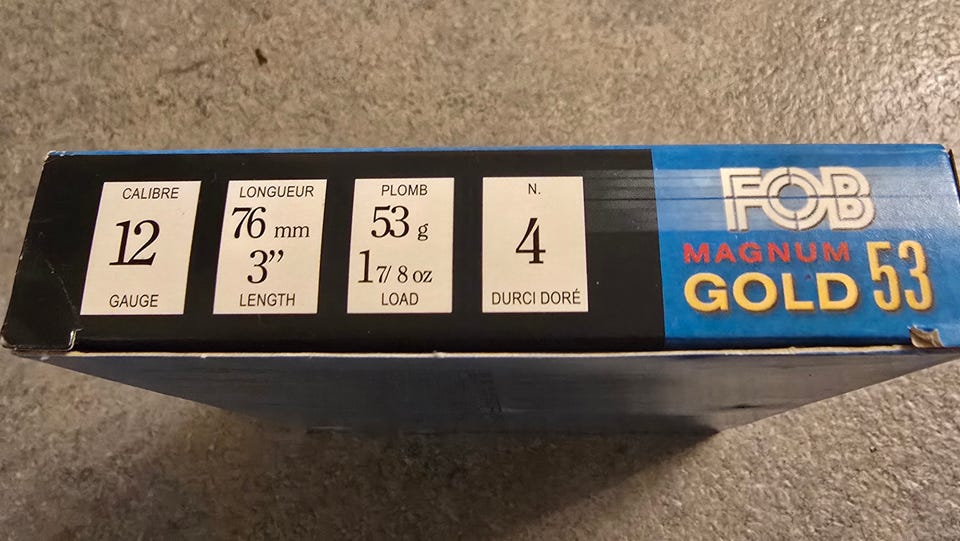 CALIBRE
12
GAUGE
LONGUEUR
76 mm
3”
LENGTH
PLOMB
53 g
1 7/8 oz
LOAD
N.
4
DURCI DORÉ
FOB
MAGNUM
GOLD 53